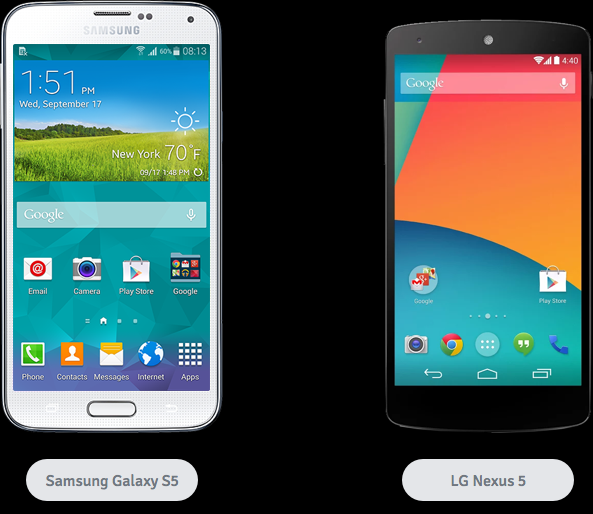 SAMSUNG
60% 08:13
1:51 PM
Wed, September 17
New York 70°F
09/17 1:48 PM
Google
Email Camera Play Store Google
Phone Contacts Messages Internet Apps
Samsung Galaxy S5
4:40
Google
Google Play Store
LG Nexus 5